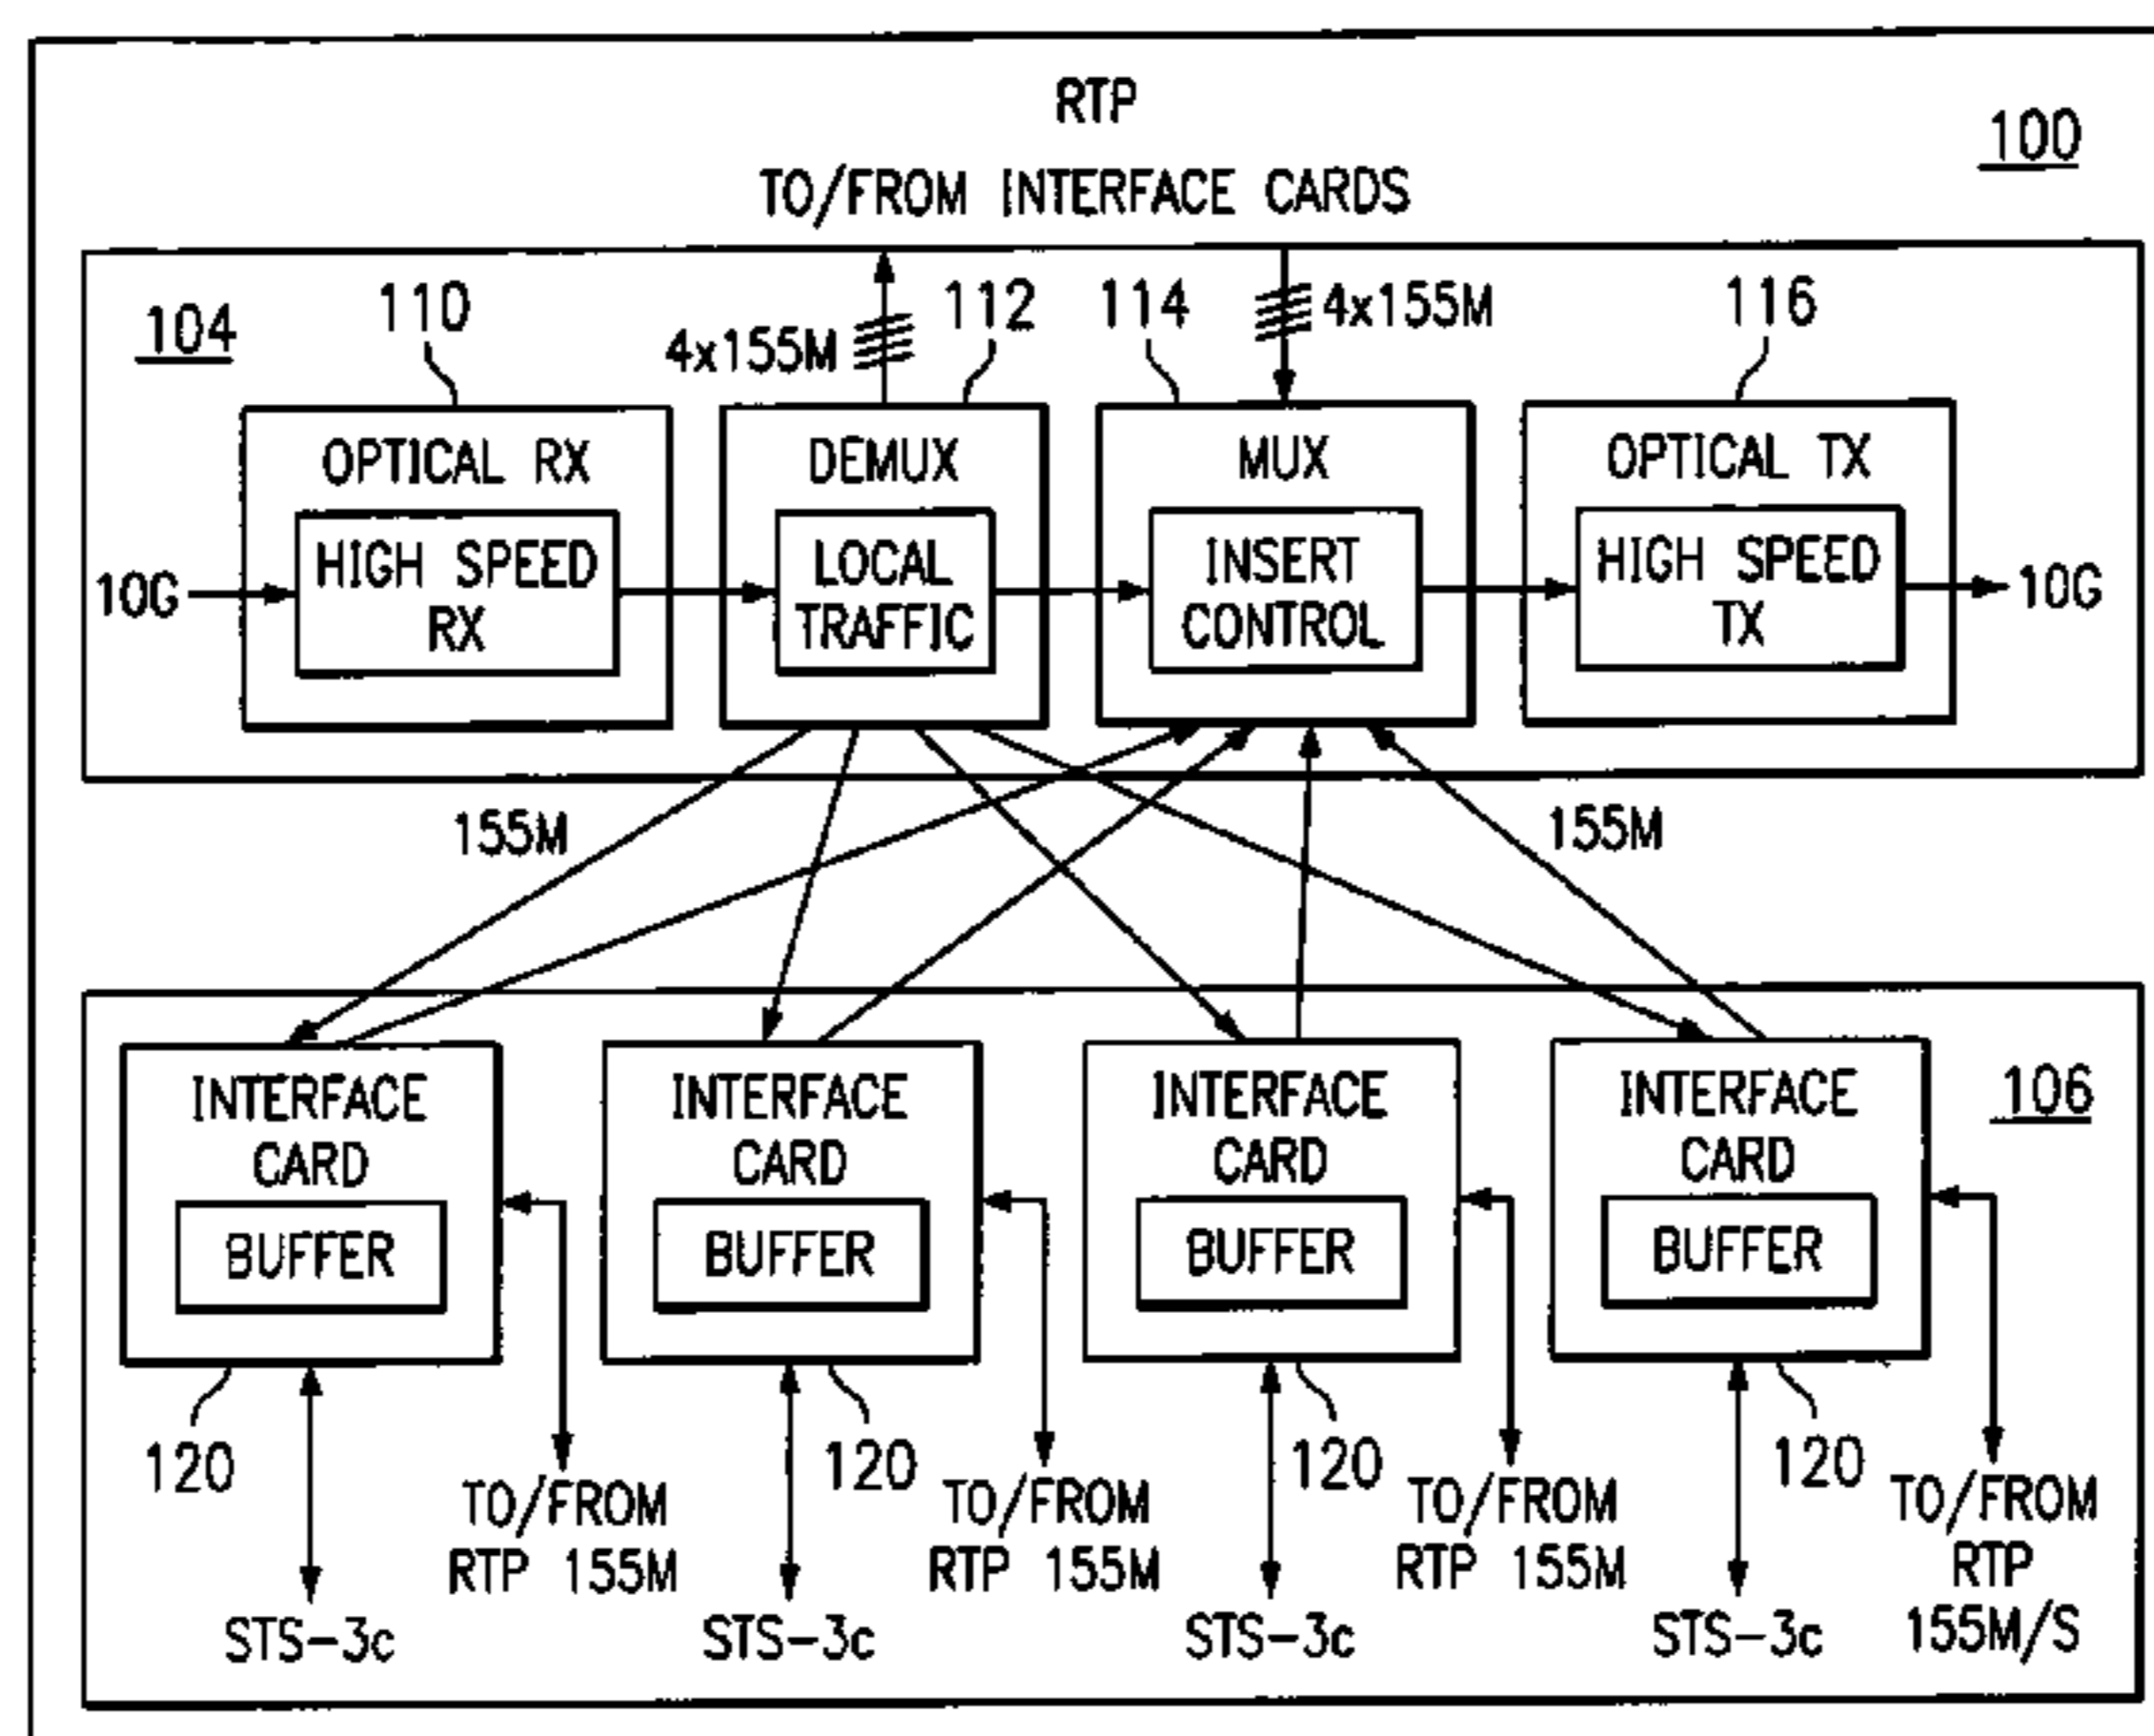 RTP
100
TO/FROM INTERFACE CARDS
104
110
4x155M
112
114
4x155M
116
OPTICAL RX
DEMUX
MUX
OPTICAL TX
10G
HIGH SPEED
RX
LOCAL
TRAFFIC
INSERT
CONTROL
HIGH SPEED
TX
10G
155M
155M
106
INTERFACE
CARD
BUFFER
INTERFACE
CARD
BUFFER
INTERFACE
CARD
BUFFER
INTERFACE
CARD
BUFFER
120
STS-3c
TO/FROM
RTP 155M
120
STS-3c
TO/FROM
RTP 155M
120
STS-3c
TO/FROM
RTP 155M
120
STS-3c
TO/FROM
RTP
155M/S